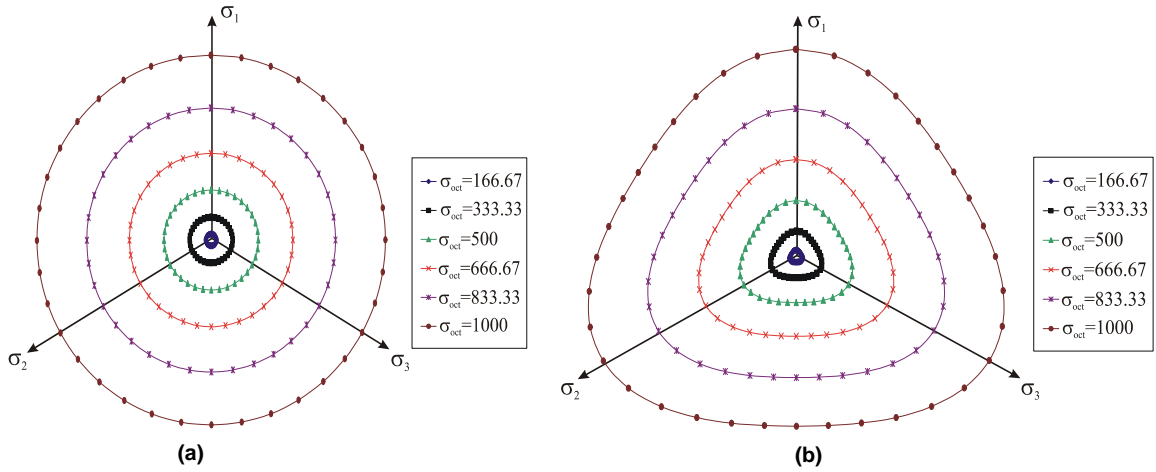 σ₁
σ₂
σ₃
σoct=166.67
σoct=333.33
σoct=500
σoct=666.67
σoct=833.33
σoct=1000
(a)
σ₁
σ₂
σ₃
σoct=166.67
σoct=333.33
σoct=500
σoct=666.67
σoct=833.33
σoct=1000
(b)